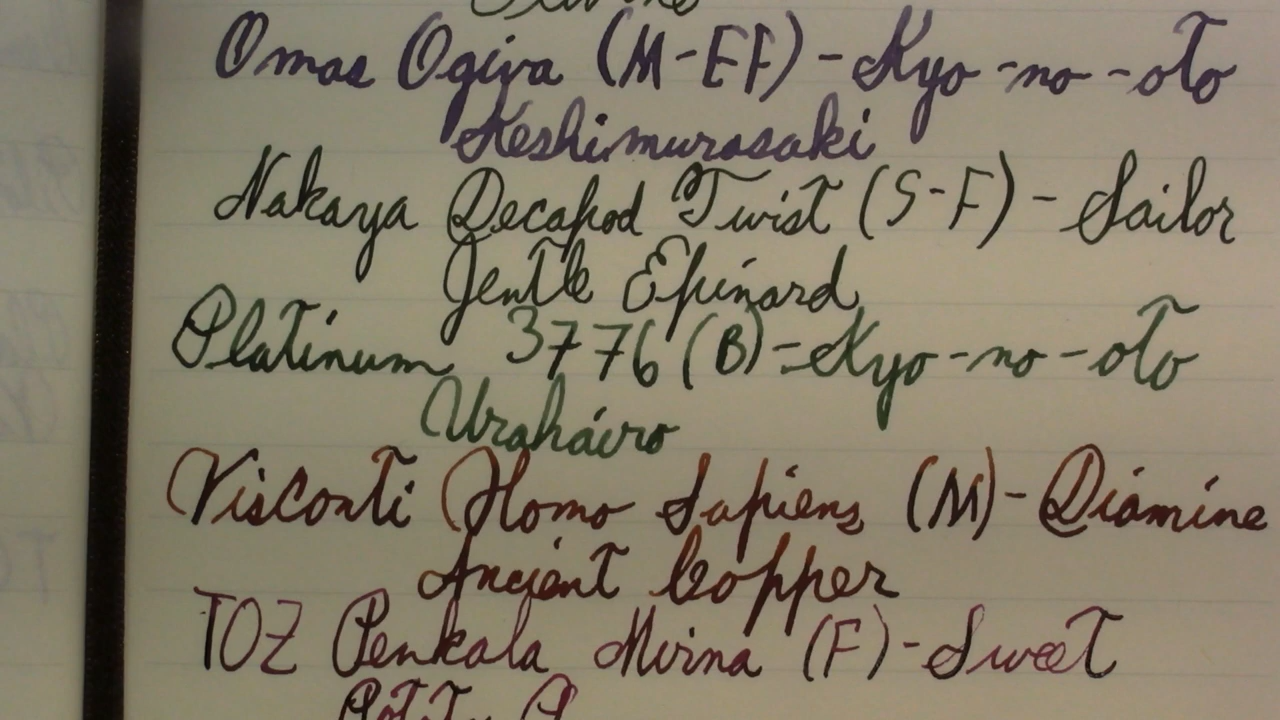 Omas Ogiva (M-EF) - Kyo-no-oto
Keshimurasaki
Nakaya Decapod Twist (S-F) - Sailor
Jentle Epinard
Platinum 3776 (B) - Kyo-no-oto
Urahairo
Visconti Homo Sapiens (M) - Diamine
Ancient Copper
TOZ Penkala Mirna (F) - Sweet